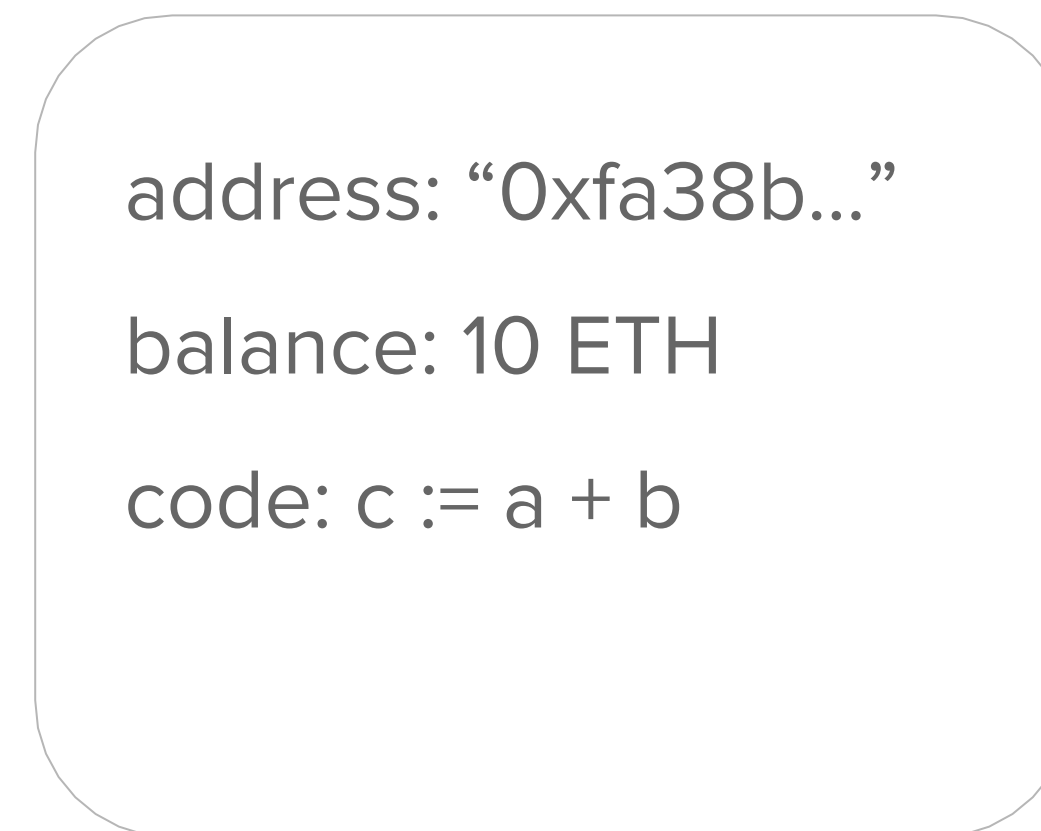 address: “0xfa38b...”
balance: 10 ETH
code: c := a + b